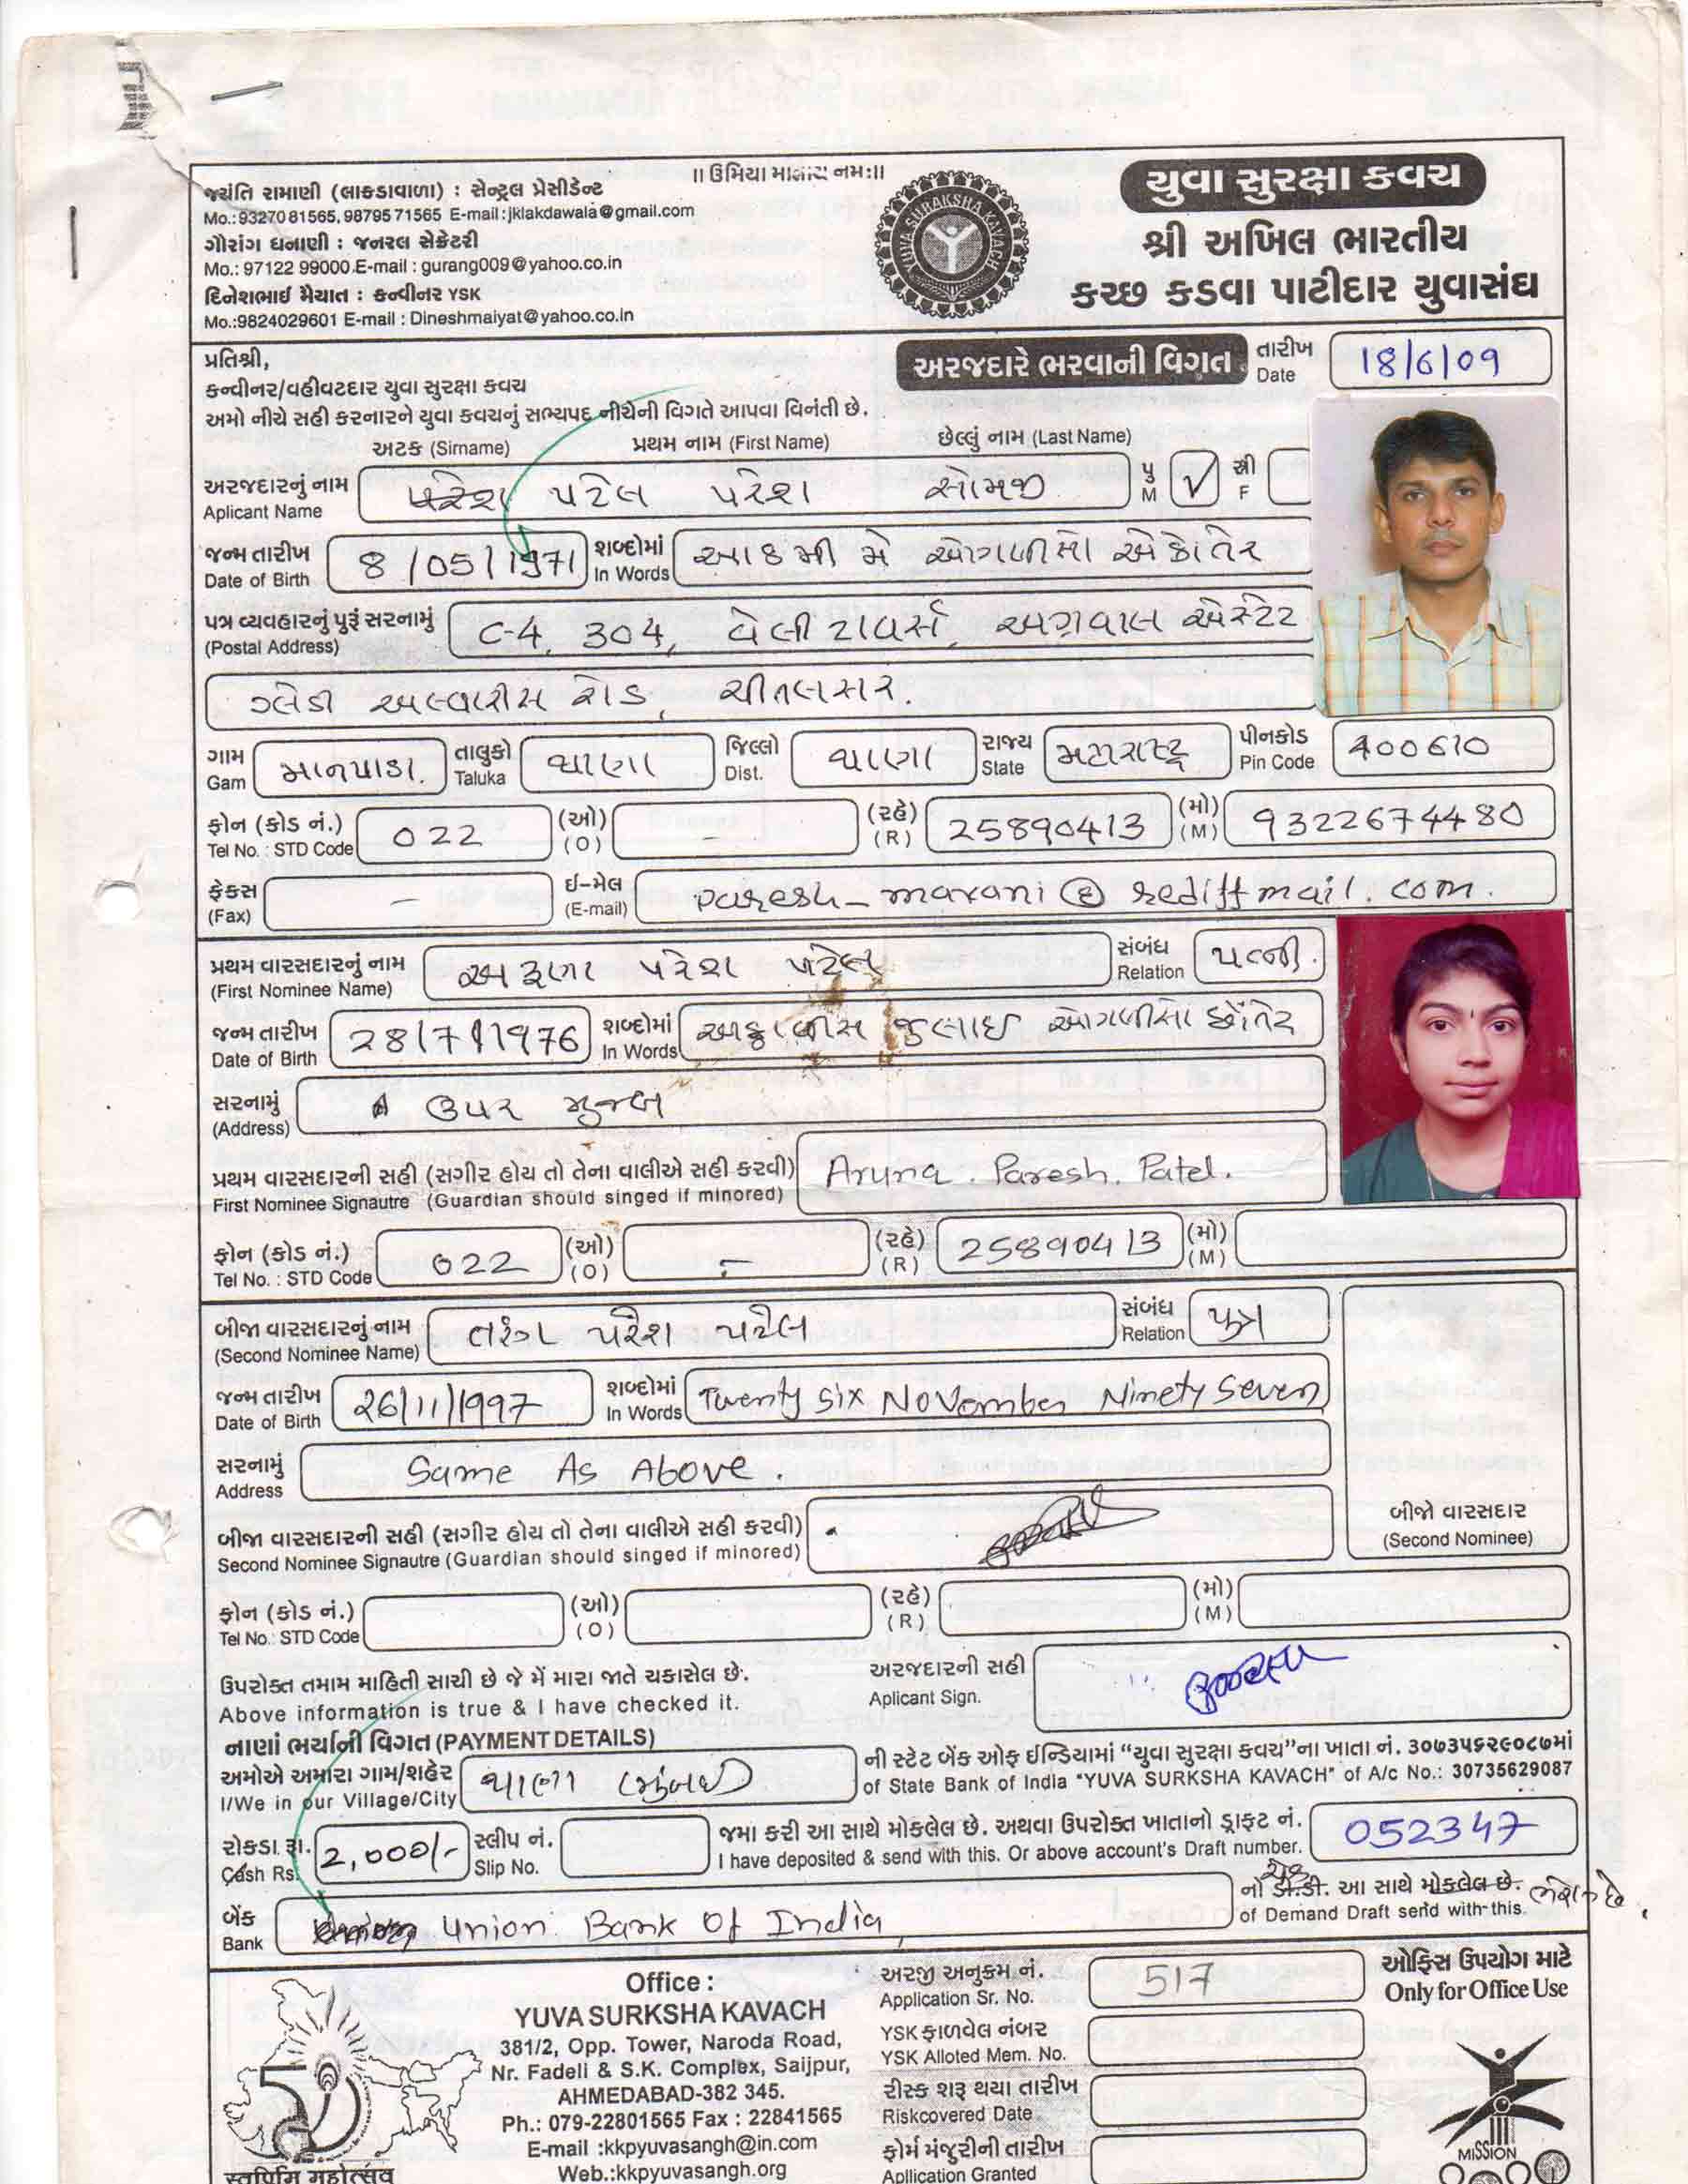 ॥ ઉમિયા માતાય નમઃ॥
જ્યંતિ રામાણી (લાકડાવાળા) : સેન્ટ્રલ પ્રેસીડેન્ટ
Mo.:9327081565,9879571565 E-mail:jklakdawala@gmail.com
ગૌરાંગ ધનાણી : જનરલ સેક્રેટરી
Mo.: 97122 99000.E-mail : gurang009@yahoo.co.in
દિનેશભાઈ મૈયાત : કન્વીનર YSK
Mo.:9824029601 E-mail : Dineshmaiyat@yahoo.co.in
YUVA SURAKSHA KAVACH
યુવા સુરક્ષા કવચ
શ્રી અખિલ ભારતીય
કચ્છ કડવા પાટીદાર યુવાસંઘ
પ્રતિશ્રી,
કન્વીનર/વહીવટદાર યુવા સુરક્ષા કવચ
અમો નીચે સહી કરનારને યુવા કવચનું સભ્યપદ નીચેની વિગતે આપવા વિનંતી છે.
અરજદારે ભરવાની વિગત તારીખ Date 18/6/09
અટક (Sirname) પ્રથમ નામ (First Name) છેલ્લું નામ (Last Name)
અરજદારનું નામ Aplicant Name પરેશ પટેલ પરેશ સોમજી પુ M ✓ સ્ત્રી F
જન્મ તારીખ Date of Birth 8/05/1971 શબ્દોમાં In Words આઠમી મે ઓગણીસો એકોતેર
પત્ર વ્યવહારનું પુરૂં સરનામું (Postal Address) C-4, 304, વેલી ટાવર્સ, અગ્રવાલ એસ્ટેટ
ગ્લેડી અલ્વારીસ રોડ, ચીતલસર.
ગામ Gam માનપાડા. તાલુકો Taluka થાણા જિલ્લો Dist. થાણા રાજ્ય State મહારાષ્ટ્ર પીનકોડ Pin Code 400610
ફોન (કોડ નં.) Tel No. : STD Code 022 (ઓ) (O) - (રહે) (R) 25890413 (મો) (M) 9322674480
ફેક્સ (Fax) - ઈ-મેલ (E-mail) paresh_marani@rediffmail.com.
પ્રથમ વારસદારનું નામ (First Nominee Name) અરૂણા પરેશ પટેલ સંબંધ Relation પત્ની.
જન્મ તારીખ Date of Birth 28/7/1976 શબ્દોમાં In Words અઠ્ઠાવીસ જુલાઈ ઓગણીસો છોંતેર
સરનામું (Address) ઉપર મુજબ
પ્રથમ વારસદારની સહી (સગીર હોય તો તેના વાલીએ સહી કરવી) Aruna. Paresh. Patel.
First Nominee Signautre (Guardian should singed if minored)
ફોન (કોડ નં.) Tel No. : STD Code 022 (ઓ) (O) - (રહે) (R) 25890413 (મો) (M)
બીજા વારસદારનું નામ (Second Nominee Name) તરંગ પરેશ પટેલ સંબંધ Relation પુત્ર
જન્મ તારીખ Date of Birth 26/11/1997 શબ્દોમાં In Words Twenty Six November Ninety Seven
સરનામું Address Same As Above.
બીજા વારસદારની સહી (સગીર હોય તો તેના વાલીએ સહી કરવી)
Second Nominee Signautre (Guardian should singed if minored)
બીજો વારસદાર
(Second Nominee)
ફોન (કોડ નં.) Tel No.: STD Code (ઓ) (O) (રહે) (R) (મો) (M)
ઉપરોક્ત તમામ માહિતી સાચી છે જે મેં મારા જાતે ચકાસેલ છે. અરજદારની સહી
Above information is true & I have checked it. Aplicant Sign.
નાણાં ભર્યાની વિગત (PAYMENT DETAILS)
અમોએ અમારા ગામ/શહેર I/We in our Village/City થાણા (મુંબઈ) ની સ્ટેટ બેંક ઓફ ઈન્ડિયામાં “યુવા સુરક્ષા કવચ”ના ખાતા નં. ૩૦૭૩૫૬૨૯૦૮૭માં
of State Bank of India "YUVA SURKSHA KAVACH" of A/c No.: 30735629087
રોકડા રૂા. Cash Rs. 2,000/- સ્લીપ નં. Slip No. જમા કરી આ સાથે મોકલેલ છે. અથવા ઉપરોક્ત ખાતાનો ડ્રાફ્ટ નં. 052347
I have deposited & send with this. Or above account's Draft number.
બેંક Bank Union Bank Of India, નો ડી.ડી. ચેક આ સાથે મોકલેલ છે.
of Demand Draft send with this.
Office :
YUVA SURKSHA KAVACH
381/2, Opp. Tower, Naroda Road,
Nr. Fadeli & S.K. Complex, Saijpur,
AHMEDABAD-382 345.
Ph.: 079-22801565 Fax : 22841565
E-mail :kkpyuvasangh@in.com
Web.:kkpyuvasangh.org
અરજી અનુક્રમ નં. Application Sr. No. 517
YSK ફાળવેલ નંબર
YSK Alloted Mem. No.
રીસ્ક શરૂ થયા તારીખ
Riskcovered Date
ફોર્મ મંજુરીની તારીખ
Apllication Granted
ઓફિસ ઉપયોગ માટે
Only for Office Use
MISSION